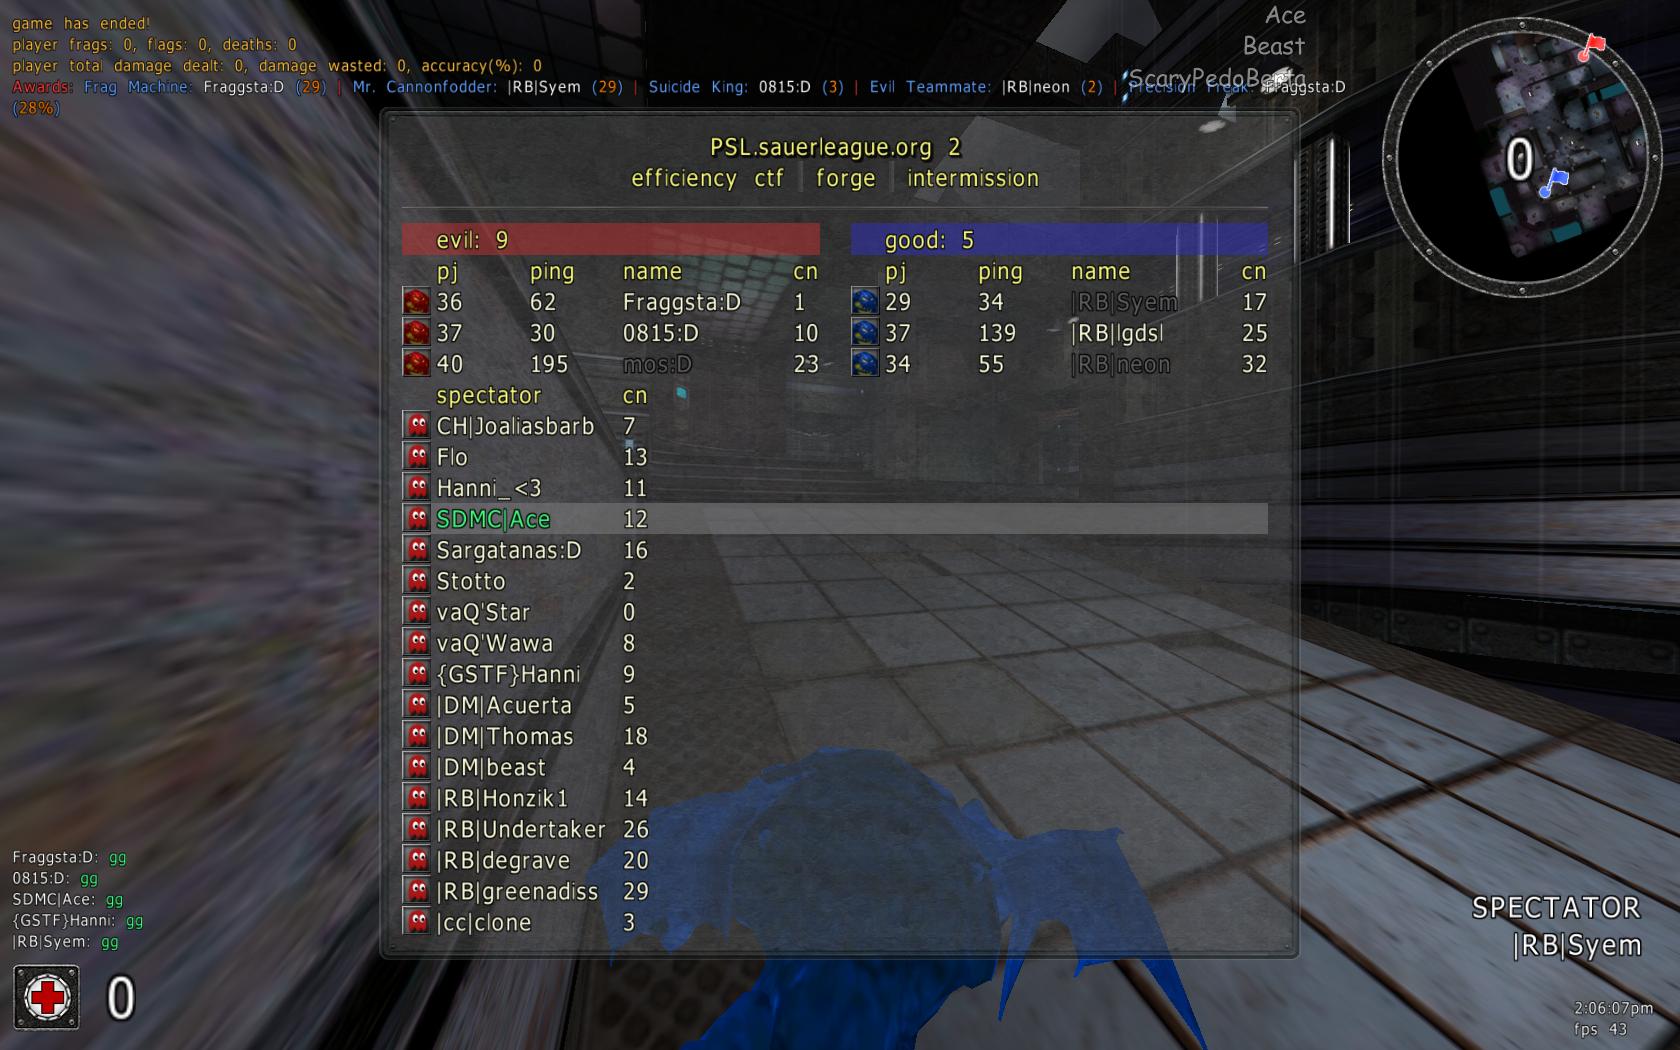 game has ended!
player frags: 0, flags: 0, deaths: 0
player total damage dealt: 0, damage wasted: 0, accuracy(%): 0
Awards: Frag Machine: Fraggsta:D (29) | Mr. Cannonfodder: |RB|Syem (29) | Suicide King: 0815:D (3) | Evil Teammate: |RB|neon (2) | Precision Freak: Fraggsta:D
(28%)
Ace
Beast
ScaryPedoBerta
0
PSL.sauerleague.org 2
efficiency ctf | forge | intermission
evil: 9 good: 5
pj ping name cn pj ping name cn
36 62 Fraggsta:D 1 29 34 |RB|Syem 17
37 30 0815:D 10 37 139 |RB|lgdsl 25
40 195 mos:D 23 34 55 |RB|neon 32
spectator cn
CH|Joaliasbarb 7
Flo 13
Hanni_<3 11
SDMC|Ace 12
Sargatanas:D 16
Stotto 2
vaQ'Star 0
vaQ'Wawa 8
{GSTF}Hanni 9
|DM|Acuerta 5
|DM|Thomas 18
|DM|beast 4
|RB|Honzik1 14
|RB|Undertaker 26
|RB|degrave 20
|RB|greenadiss 29
|cc|clone 3
Fraggsta:D: gg
0815:D: gg
SDMC|Ace: gg
{GSTF}Hanni: gg
|RB|Syem: gg
0
SPECTATOR
|RB|Syem
2:06:07pm
fps 43